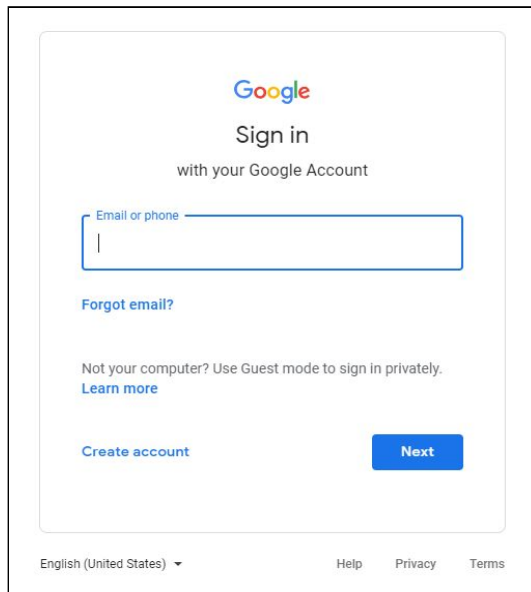 Google
Sign in
with your Google Account
Email or phone
Forgot email?
Not your computer? Use Guest mode to sign in privately.
Learn more
Create account
Next
English (United States)
Help Privacy Terms